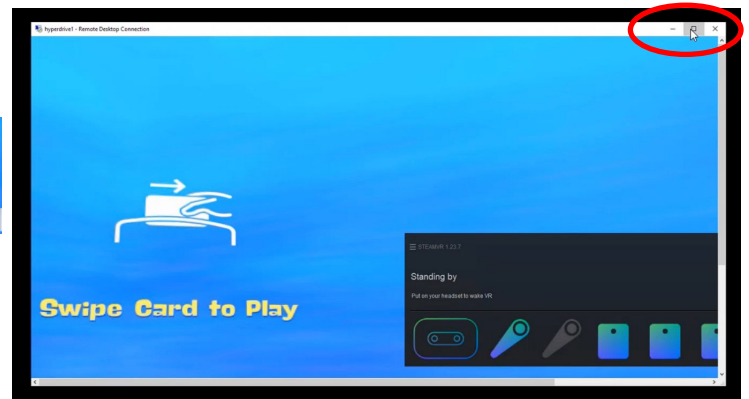 hyperdrive1 - Remote Desktop Connection
STEAMVR 1.23.7
Standing by
Put on your headset to wake VR
Swipe Card to Play